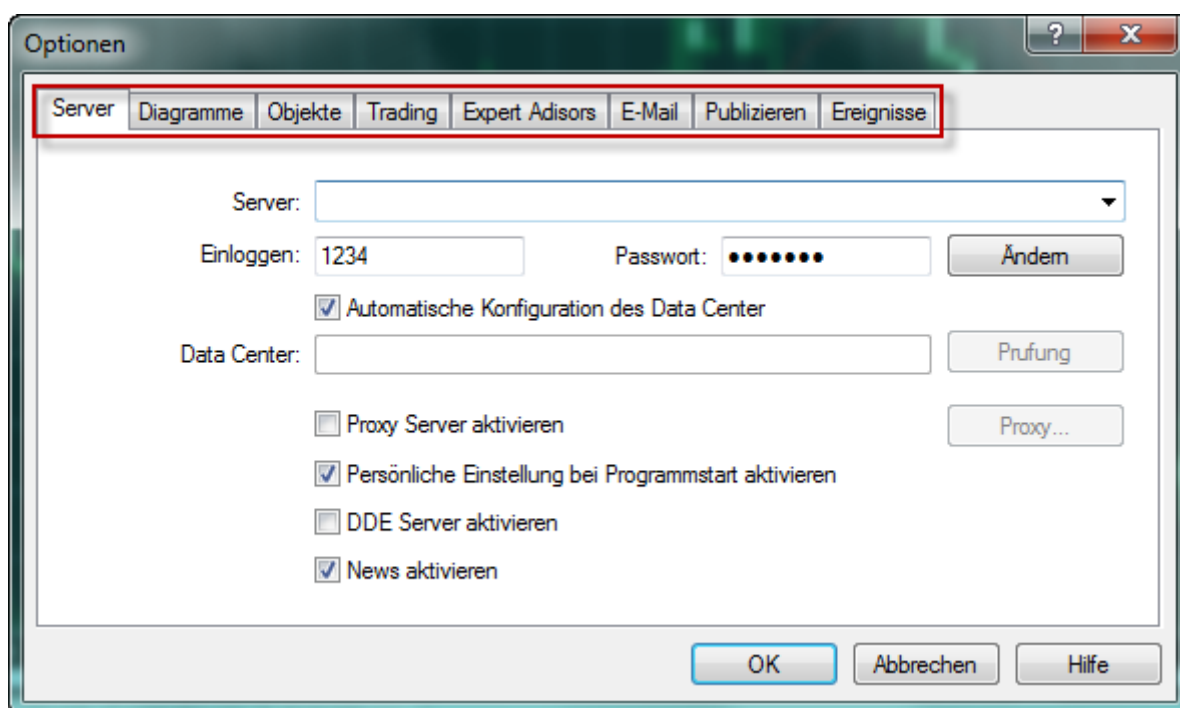 Optionen
Server Diagramme Objekte Trading Expert Adisors E-Mail Publizieren Ereignisse
Server:
Einloggen: 1234 Passwort: ●●●●●●● Ändern
Automatische Konfiguration des Data Center
Data Center: Prufung
Proxy Server aktivieren Proxy...
Persönliche Einstellung bei Programmstart aktivieren
DDE Server aktivieren
News aktivieren
OK Abbrechen Hilfe